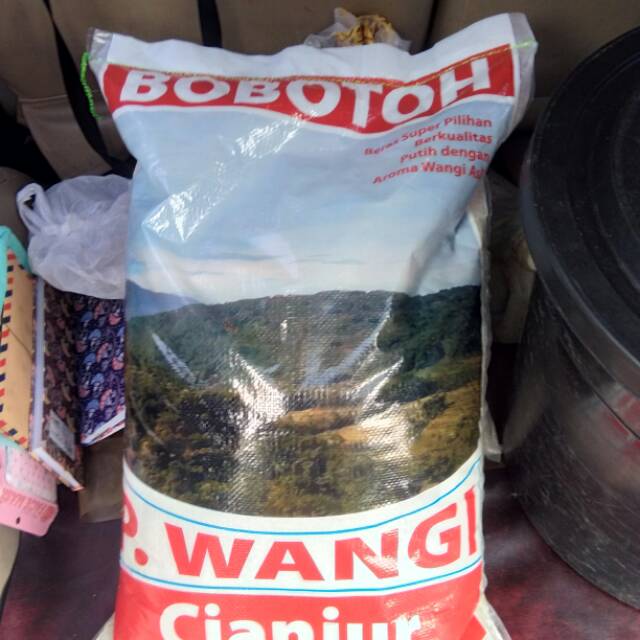 BOBOTOH
Beras Super Pilihan
Berkualitas
Putih dengan
Aroma Wangi
P. WANGI
Cianjur